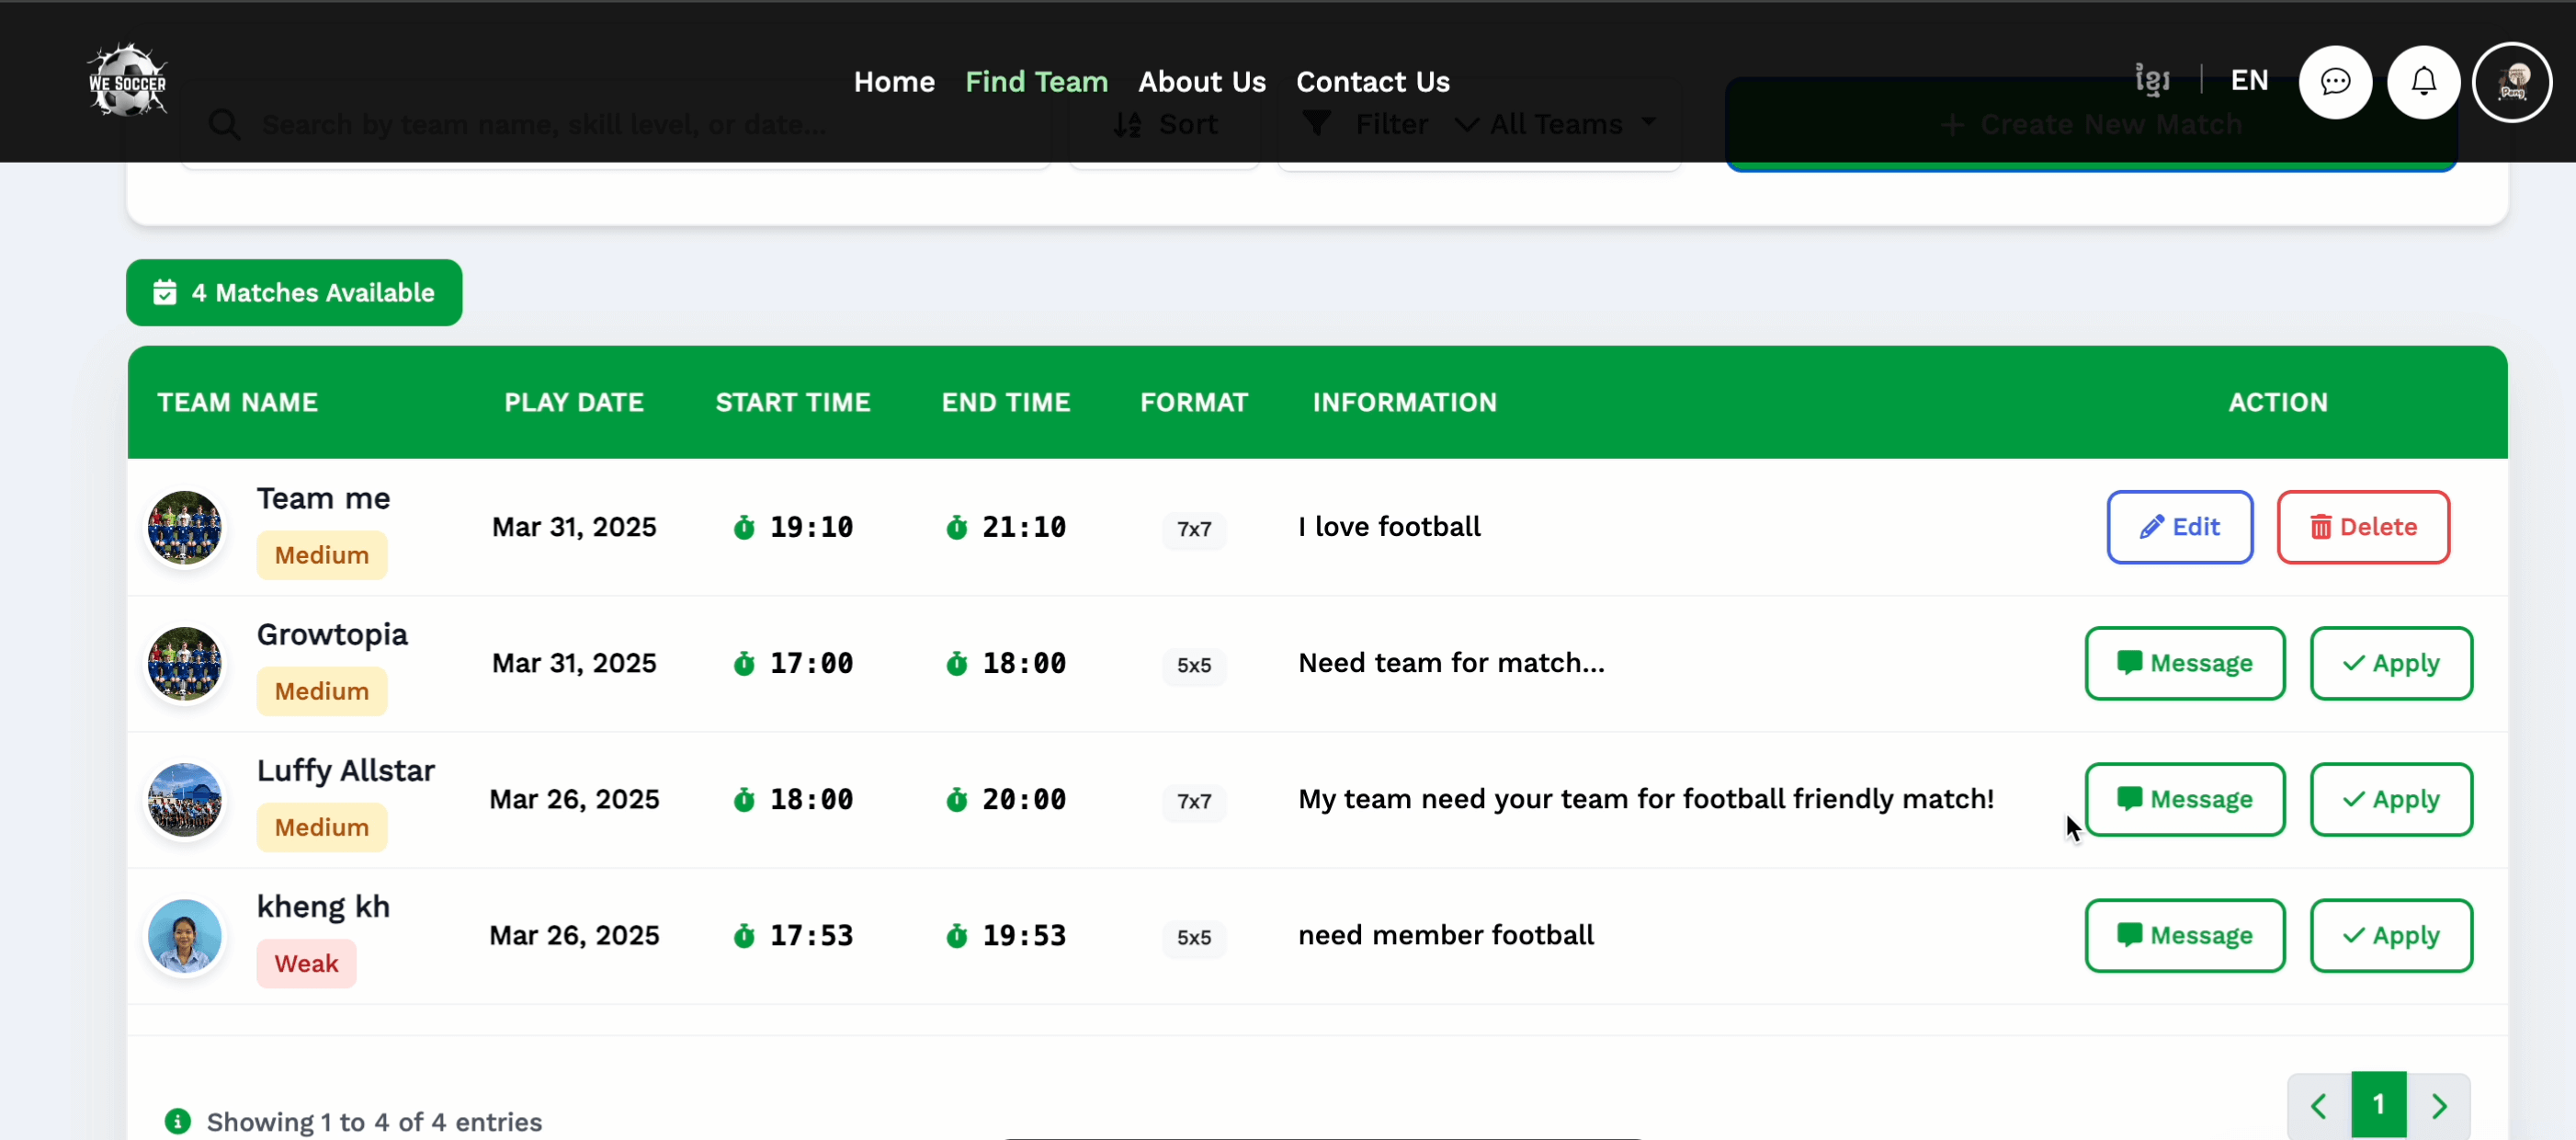 WE SOCCER
Home Find Team About Us Contact Us
ខ្មែរ | EN
Search by team name, skill level, or date...
Sort
Filter All Teams
+ Create New Match
4 Matches Available
TEAM NAME PLAY DATE START TIME END TIME FORMAT INFORMATION ACTION
Team me
Medium
Mar 31, 2025 19:10 21:10 7x7 I love football Edit Delete
Growtopia
Medium
Mar 31, 2025 17:00 18:00 5x5 Need team for match... Message Apply
Luffy Allstar
Medium
Mar 26, 2025 18:00 20:00 7x7 My team need your team for football friendly match! Message Apply
kheng kh
Weak
Mar 26, 2025 17:53 19:53 5x5 need member football Message Apply
Showing 1 to 4 of 4 entries
1